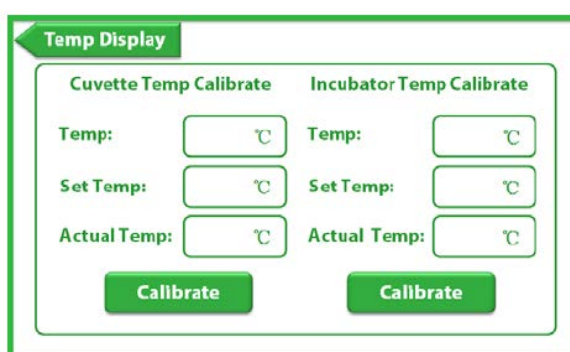 Temp Display
Cuvette Temp Calibrate Incubator Temp Calibrate
Temp: ℃ Temp: ℃
Set Temp: ℃ Set Temp: ℃
Actual Temp: ℃ Actual Temp: ℃
Calibrate Calibrate